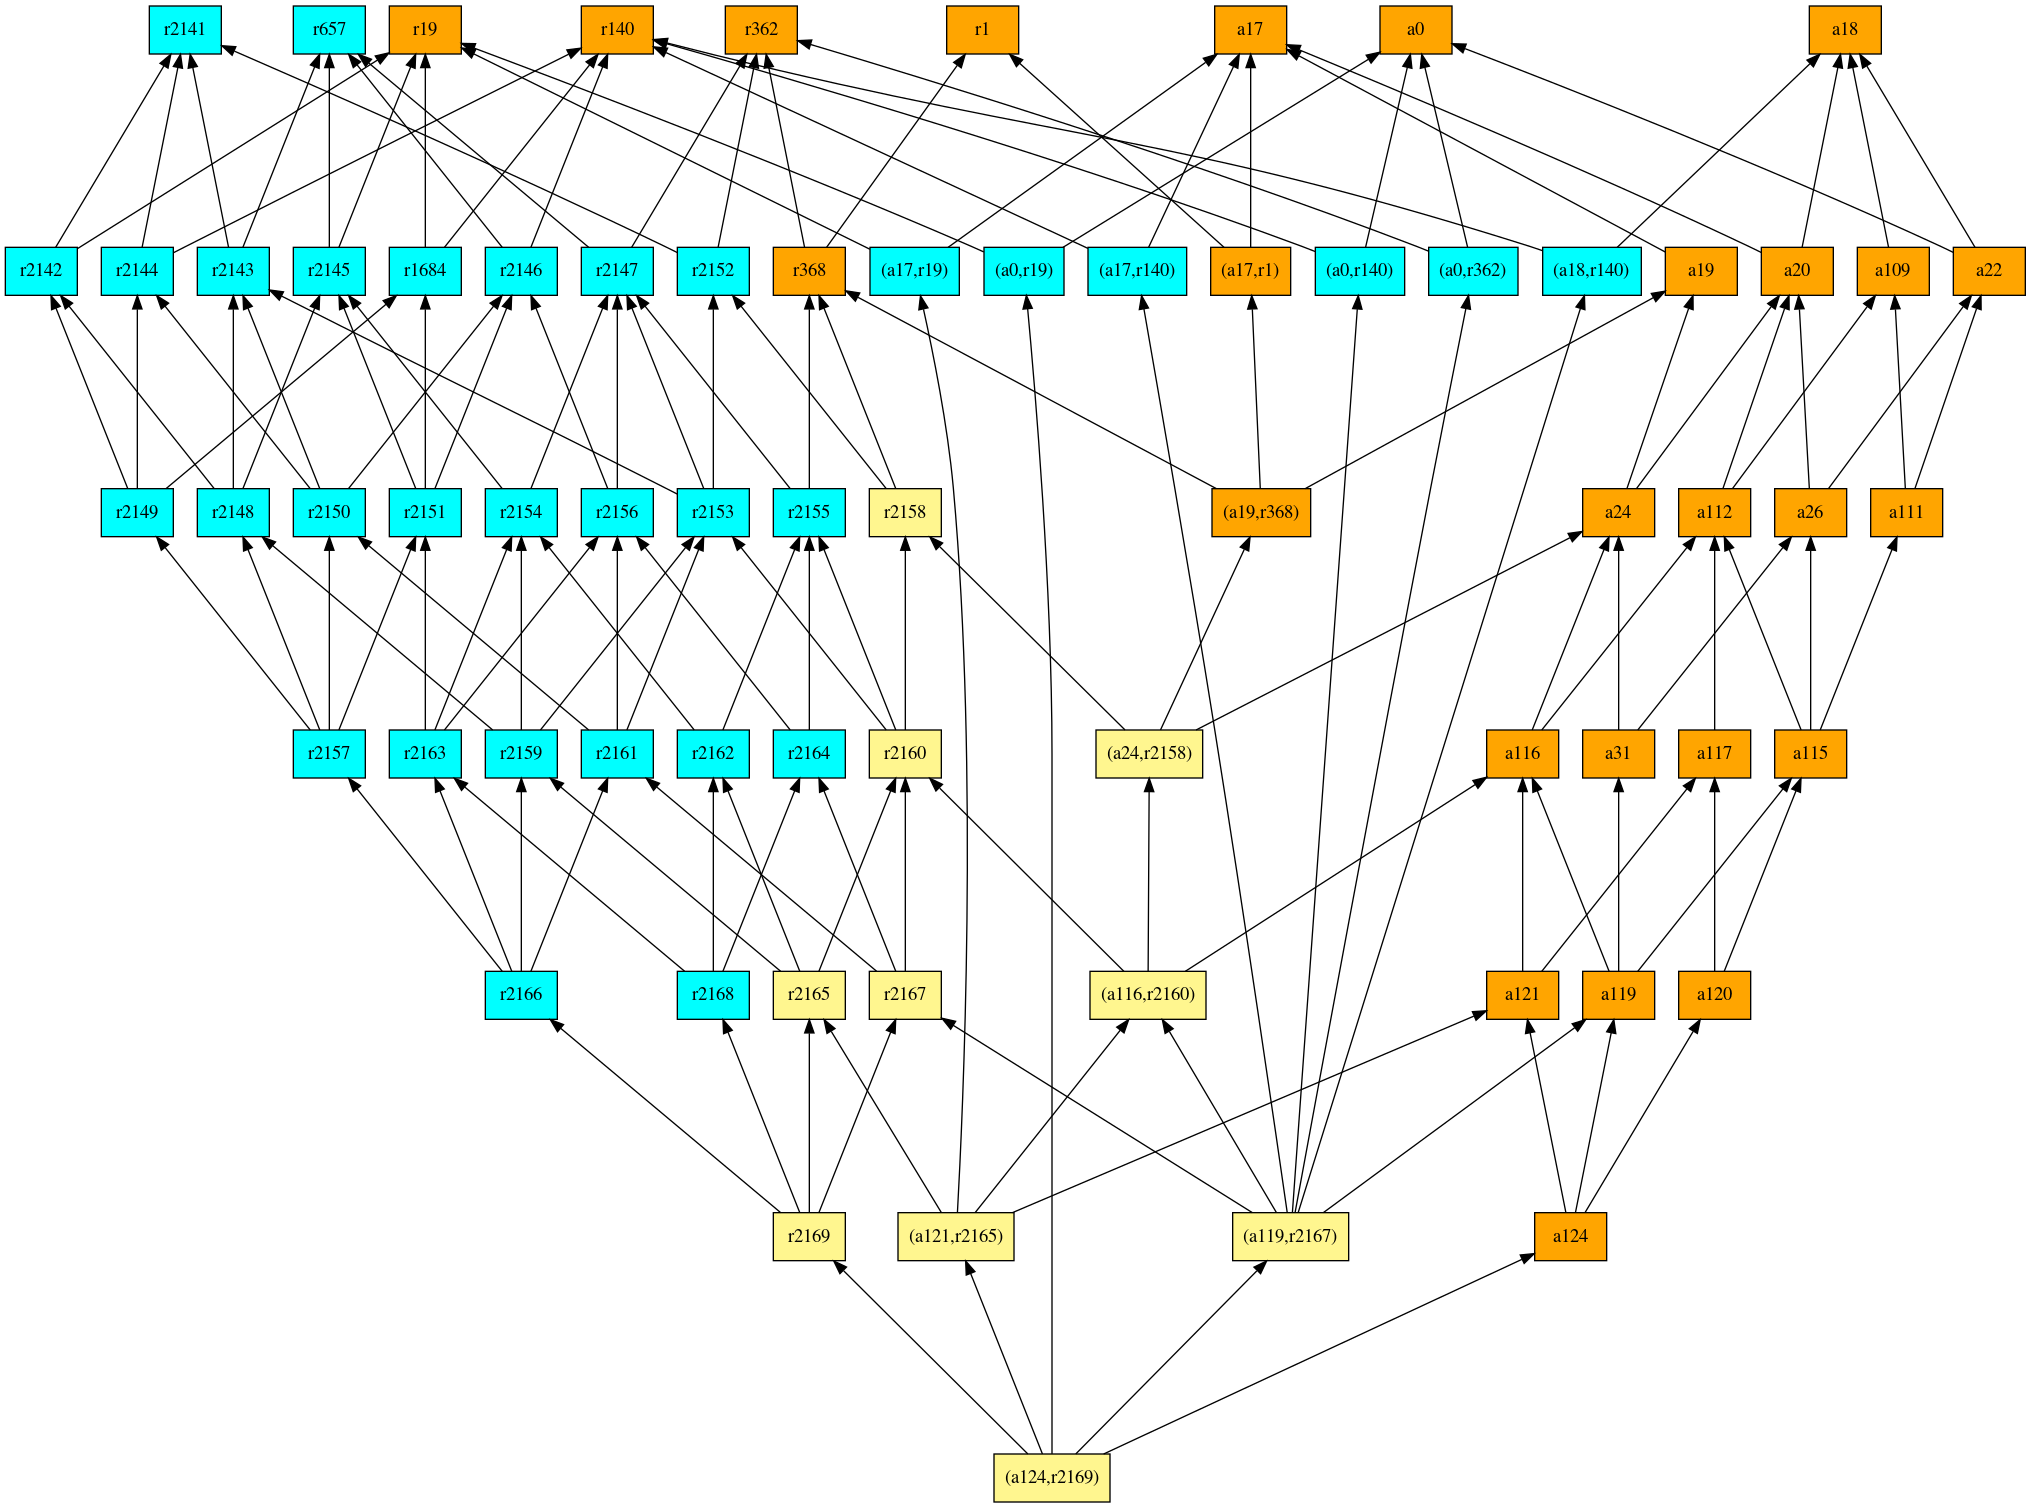 r2141 r657 r19 r140 r362 r1 a17 a0 a18
r2142 r2144 r2143 r2145 r1684 r2146 r2147 r2152 r368 (a17,r19) (a0,r19) (a17,r140) (a17,r1) (a0,r140) (a0,r362) (a18,r140) a19 a20 a109 a22
r2149 r2148 r2150 r2151 r2154 r2156 r2153 r2155 r2158 (a19,r368) a24 a112 a26 a111
r2157 r2163 r2159 r2161 r2162 r2164 r2160 (a24,r2158) a116 a31 a117 a115
r2166 r2168 r2165 r2167 (a116,r2160) a121 a119 a120
r2169 (a121,r2165) (a119,r2167) a124
(a124,r2169)